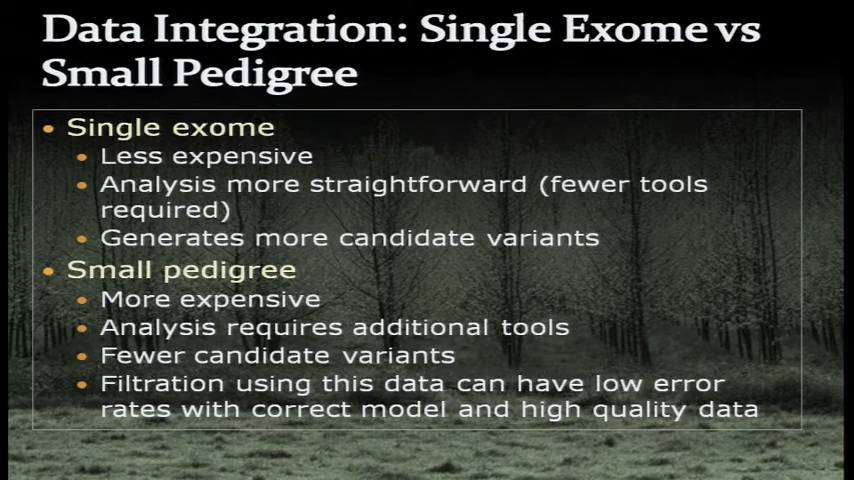 Data Integration: Single Exome vs
Small Pedigree
• Single exome
• Less expensive
• Analysis more straightforward (fewer tools
required)
• Generates more candidate variants
• Small pedigree
• More expensive
• Analysis requires additional tools
• Fewer candidate variants
• Filtration using this data can have low error
rates with correct model and high quality data